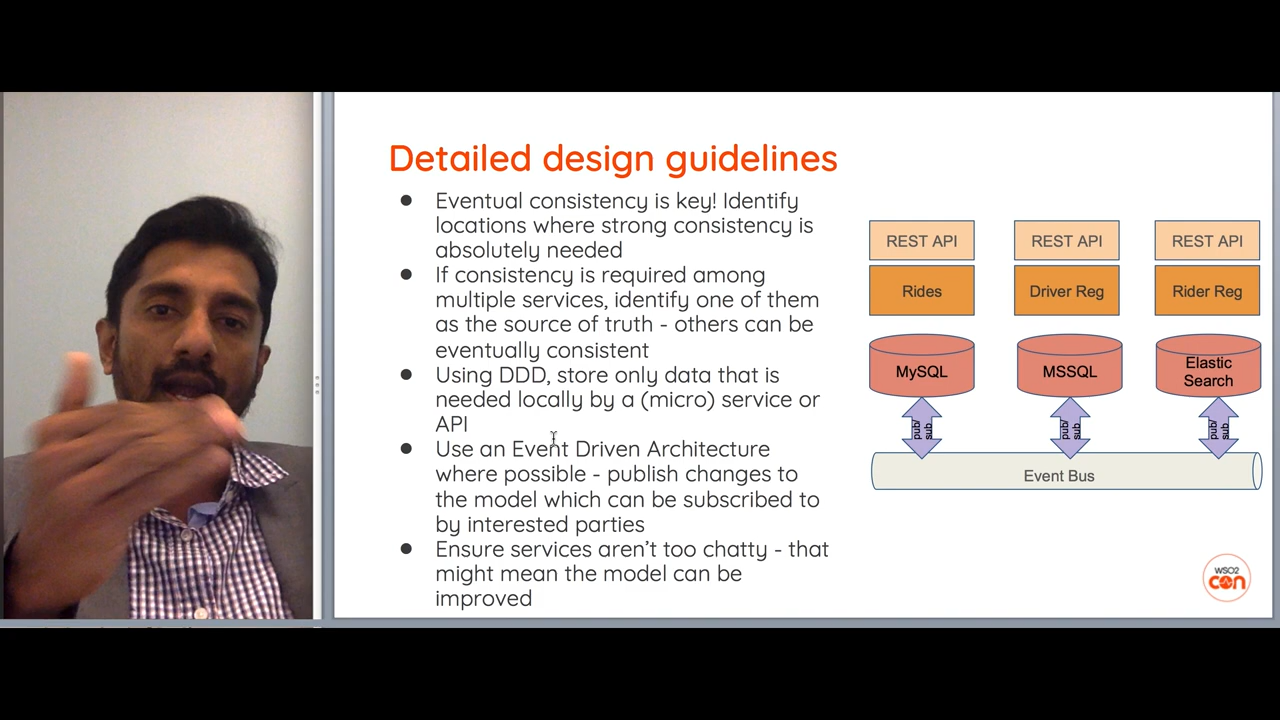 Detailed design guidelines
● Eventual consistency is key! Identify
locations where strong consistency is
absolutely needed
● If consistency is required among
multiple services, identify one of them
as the source of truth - others can be
eventually consistent
● Using DDD, store only data that is
needed locally by a (micro) service or
API
● Use an Event Driven Architecture
where possible - publish changes to
the model which can be subscribed to
by interested parties
● Ensure services aren't too chatty - that
might mean the model can be
improved
REST API
REST API
REST API
Rides
Driver Reg
Rider Reg
MySQL
MSSQL
Elastic
Search
pub/
sub
pub/
sub
pub/
sub
Event Bus
WSO2
con